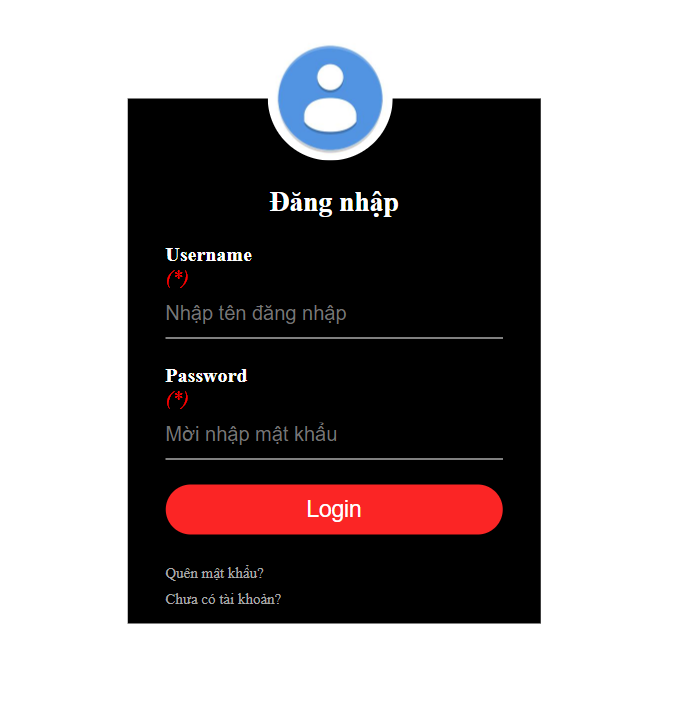 Đăng nhập
Username
(*)
Nhập tên đăng nhập
Password
(*)
Mời nhập mật khẩu
Login
Quên mật khẩu?
Chưa có tài khoản?